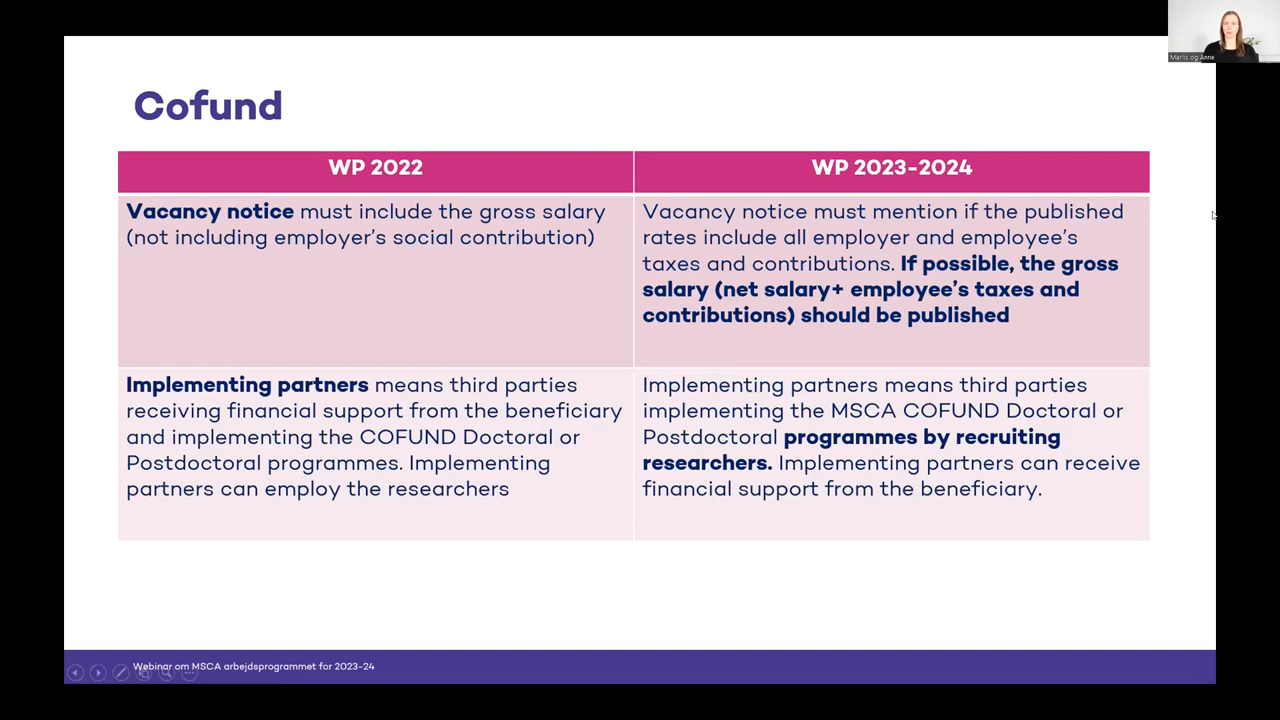 Marlis og Anne
Cofund
WP 2022
WP 2023-2024
Vacancy notice must include the gross salary
(not including employer's social contribution)
Vacancy notice must mention if the published
rates include all employer and employee's
taxes and contributions. If possible, the gross
salary (net salary+ employee's taxes and
contributions) should be published
Implementing partners means third parties
receiving financial support from the beneficiary
and implementing the COFUND Doctoral or
Postdoctoral programmes. Implementing
partners can employ the researchers
Implementing partners means third parties
implementing the MSCA COFUND Doctoral or
Postdoctoral programmes by recruiting
researchers. Implementing partners can receive
financial support from the beneficiary.
Webinar om MSCA arbejdsprogrammet for 2023-24